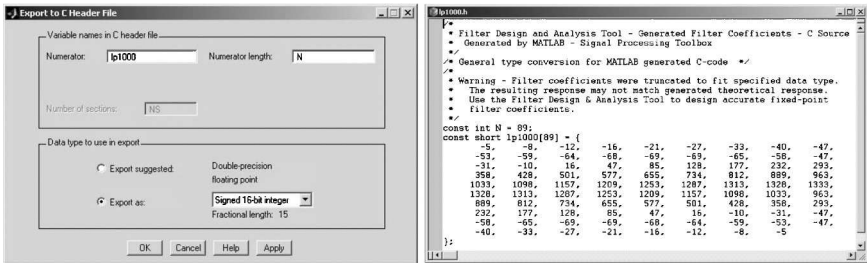 Export to C Header File
Variable names in C header file
Numerator: lp1000 Numerator length: N
Number of sections: NS
Data type to use in export
Export suggested: Double-precision
floating point
Export as: Signed 16-bit integer
Fractional length: 15
OK Cancel Help Apply
lp1000.h
/*
* Filter Design and Analysis Tool - Generated Filter Coefficients - C Source
* Generated by MATLAB - Signal Processing Toolbox
*/
/* General type conversion for MATLAB generated C-code */
/*
* Warning - Filter coefficients were truncated to fit specified data type.
* The resulting response may not match generated theoretical response.
* Use the Filter Design & Analysis Tool to design accurate fixed-point
* filter coefficients.
*/
const int N = 89;
const short lp1000[89] = {
-5, -8, -12, -16, -21, -27, -33, -40, -47,
-53, -59, -64, -68, -69, -69, -65, -58, -47,
-31, -10, 16, 47, 85, 128, 177, 232, 293,
358, 428, 501, 577, 655, 734, 812, 889, 963,
1033, 1098, 1157, 1209, 1253, 1287, 1313, 1328, 1333,
1328, 1313, 1287, 1253, 1209, 1157, 1098, 1033, 963,
889, 812, 734, 655, 577, 501, 428, 358, 293,
232, 177, 128, 85, 47, 16, -10, -31, -47,
-58, -65, -69, -69, -68, -64, -59, -53, -47,
-40, -33, -27, -21, -16, -12, -8, -5
};